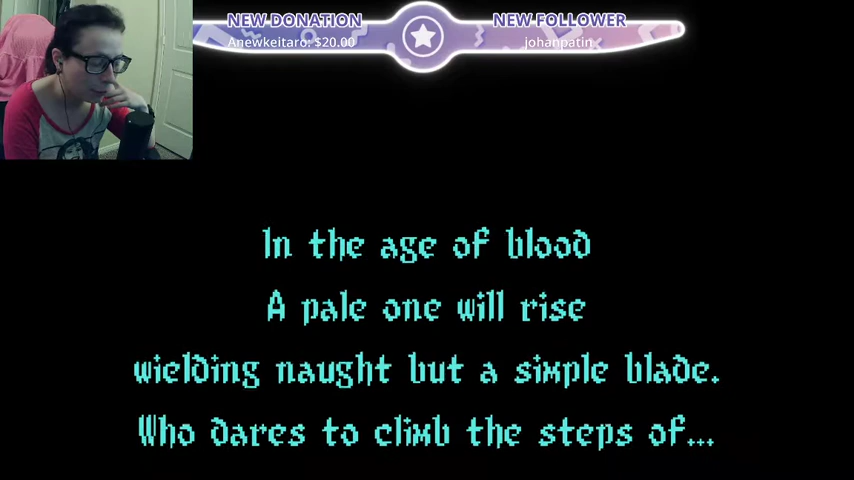 NEW DONATION
Anewkeitaro: $20.00
NEW FOLLOWER
johanpatin
In the age of blood
A pale one will rise
wielding naught but a simple blade.
Who dares to climb the steps of...